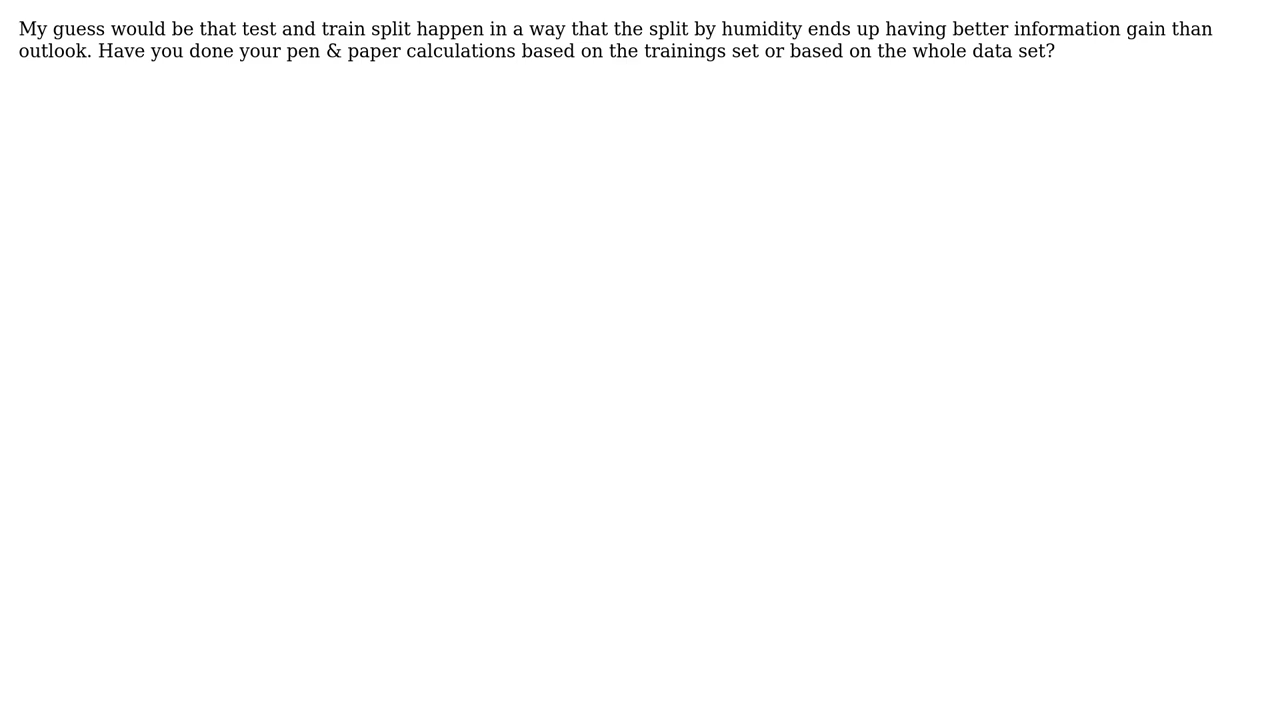 My guess would be that test and train split happen in a way that the split by humidity ends up having better information gain than
outlook. Have you done your pen & paper calculations based on the trainings set or based on the whole data set?